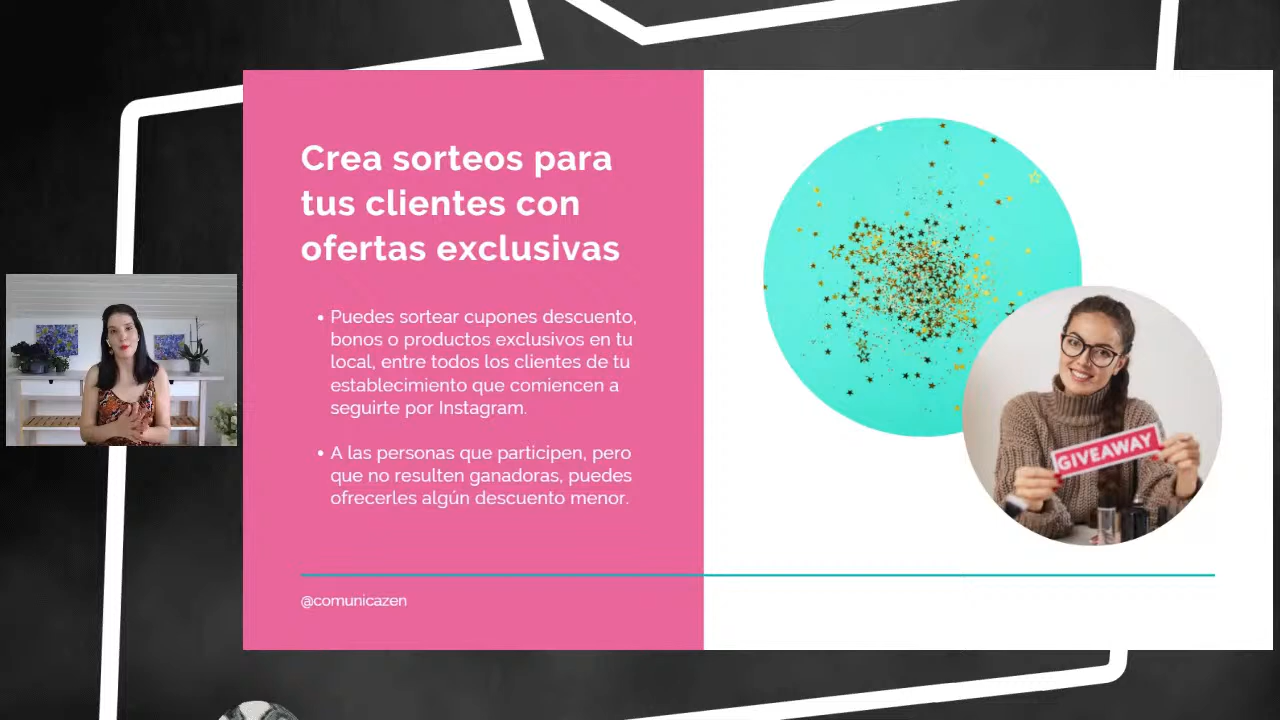 Crea sorteos para
tus clientes con
ofertas exclusivas
• Puedes sortear cupones descuento,
bonos o productos exclusivos en tu
local, entre todos los clientes de tu
establecimiento que comiencen a
seguirte por Instagram.
• A las personas que participen, pero
que no resulten ganadoras, puedes
ofrecerles algún descuento menor.
GIVEAWAY
@comunicazen